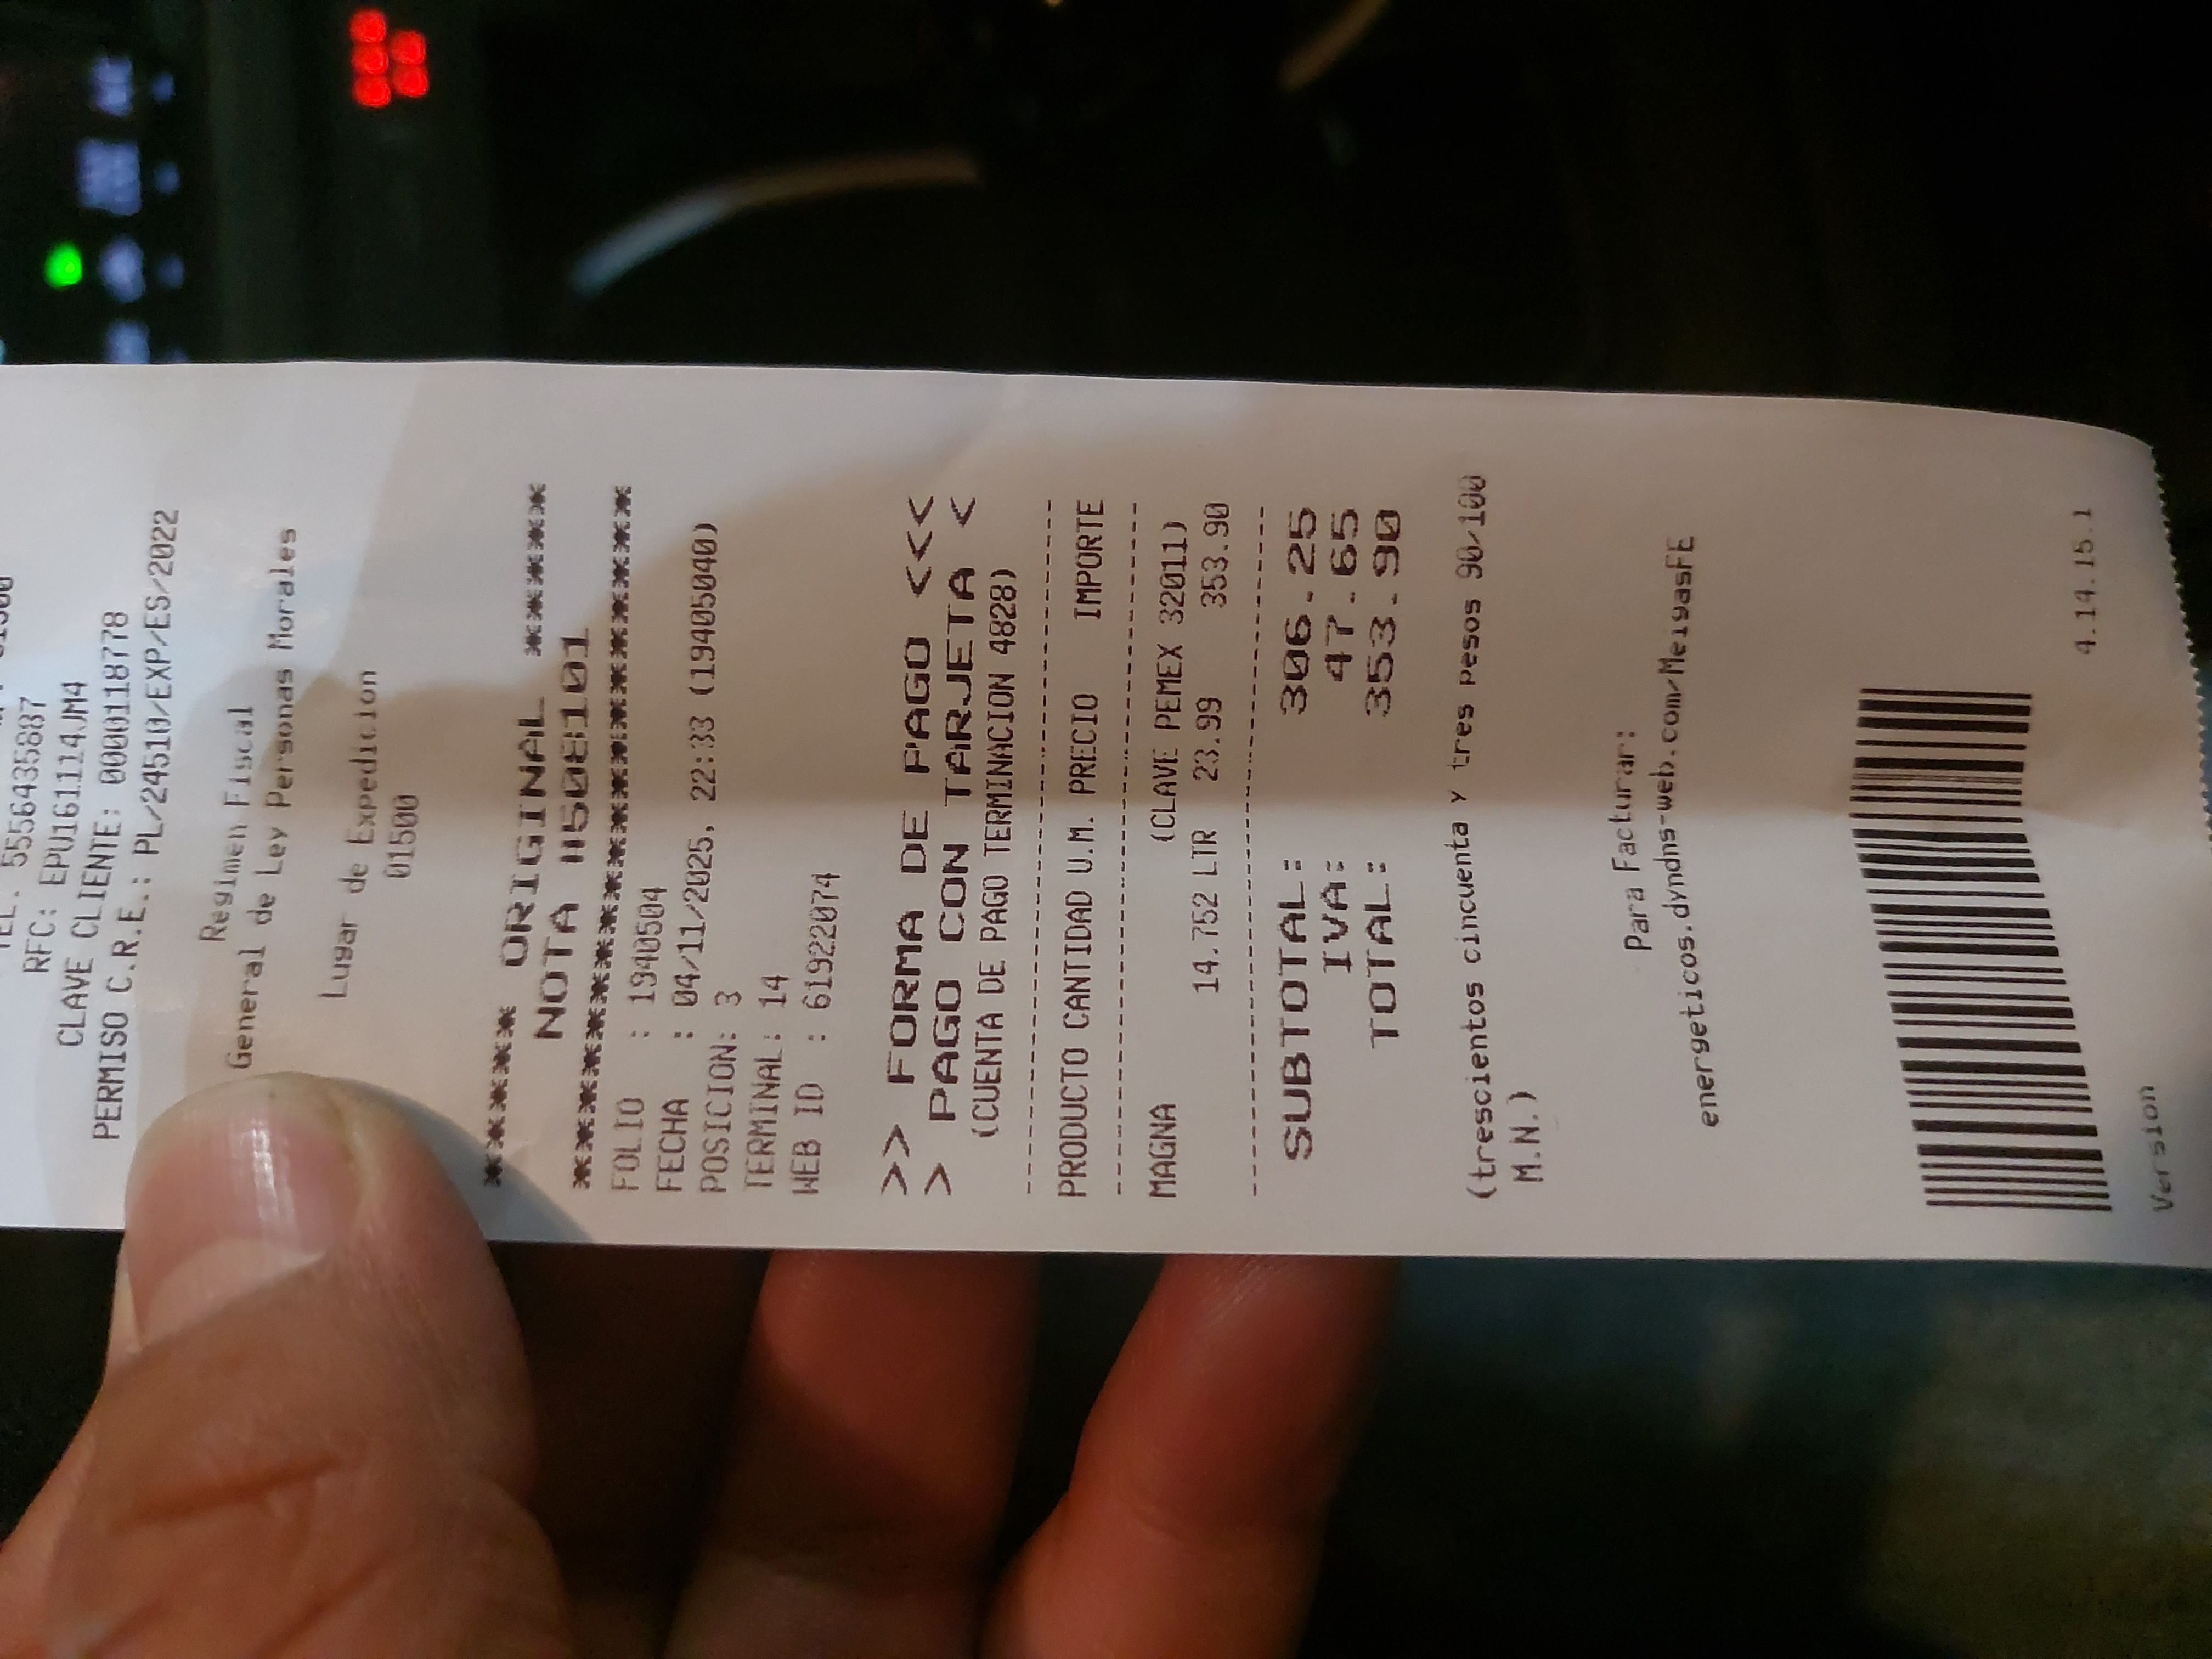 TEL. 5556435887
RFC: EPU161114JM4
CLAVE CLIENTE: 0000118778
PERMISO C.R.E.: PL/24510/EXP/ES/2022
Regimen Fiscal
General de Ley Personas Morales
Lugar de Expedicion
01500
****** ORIGINAL ******
NOTA #508101
**************************
FOLIO : 1940504
FECHA : 04/11/2025, 22:33 (19405040)
POSICION: 3
TERMINAL: 14
WEB ID : 61922074
>> FORMA DE PAGO <<<
> PAGO CON TARJETA <
(CUENTA DE PAGO TERMINACION 4828)
PRODUCTO CANTIDAD U.M. PRECIO IMPORTE
MAGNA (CLAVE PEMEX 32011)
14.752 LTR 23.99 353.90
SUBTOTAL: 306.25
IVA: 47.65
TOTAL: 353.90
(trescientos cincuenta y tres Pesos 90/100
M.N.)
Para Facturar:
energeticos.dyndns-web.com/MeigasFE
Version 4.14.15.1